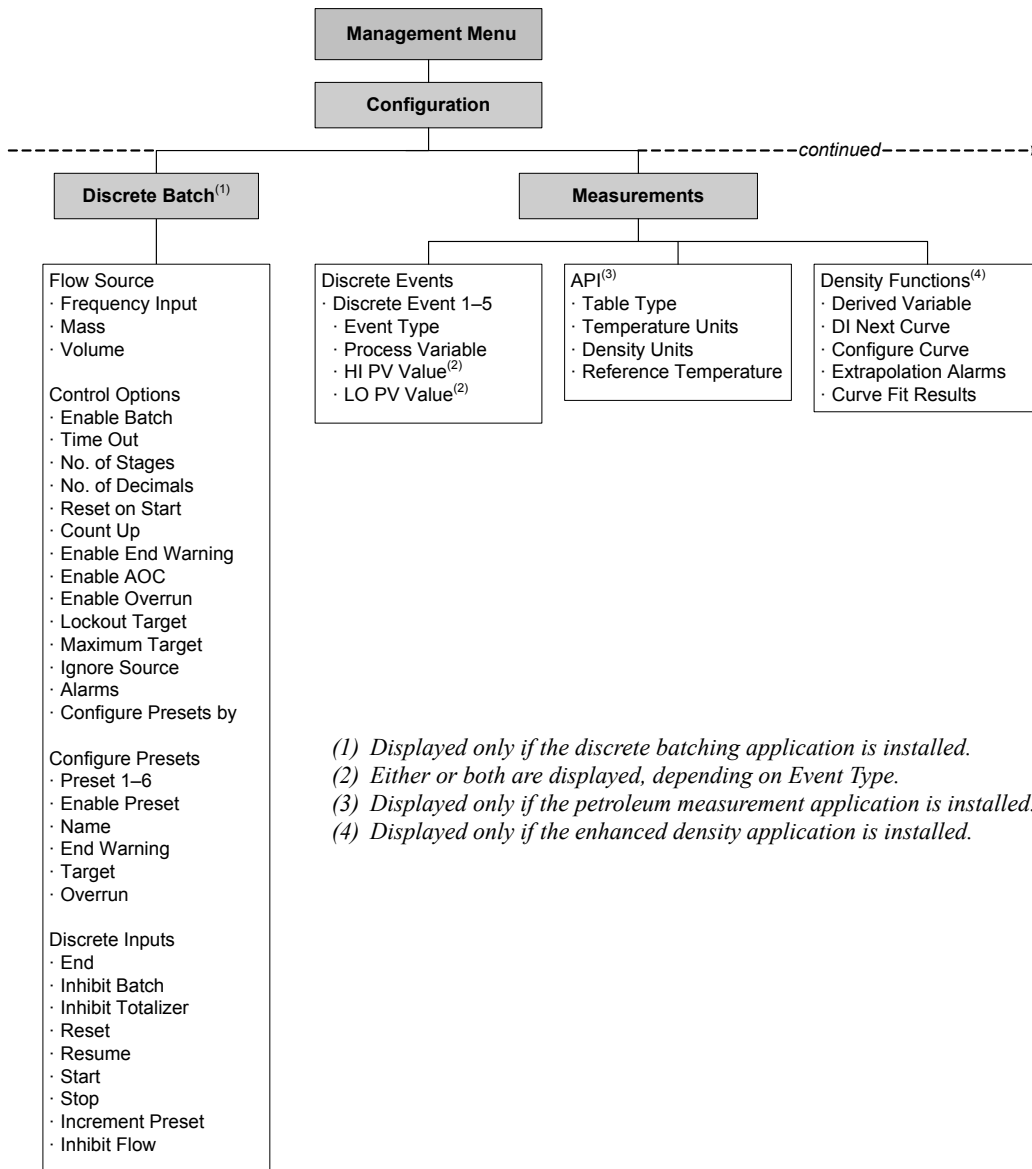 Management Menu
Configuration
continued
Discrete Batch(1)
Measurements
Flow Source
· Frequency Input
· Mass
· Volume
Control Options
· Enable Batch
· Time Out
· No. of Stages
· No. of Decimals
· Reset on Start
· Count Up
· Enable End Warning
· Enable AOC
· Enable Overrun
· Lockout Target
· Maximum Target
· Ignore Source
· Alarms
· Configure Presets by
Configure Presets
· Preset 1–6
· Enable Preset
· Name
· End Warning
· Target
· Overrun
Discrete Inputs
· End
· Inhibit Batch
· Inhibit Totalizer
· Reset
· Resume
· Start
· Stop
· Increment Preset
· Inhibit Flow
Discrete Events
· Discrete Event 1–5
· Event Type
· Process Variable
· HI PV Value(2)
· LO PV Value(2)
API(3)
· Table Type
· Temperature Units
· Density Units
· Reference Temperature
Density Functions(4)
· Derived Variable
· DI Next Curve
· Configure Curve
· Extrapolation Alarms
· Curve Fit Results
(1) Displayed only if the discrete batching application is installed.
(2) Either or both are displayed, depending on Event Type.
(3) Displayed only if the petroleum measurement application is installed.
(4) Displayed only if the enhanced density application is installed.